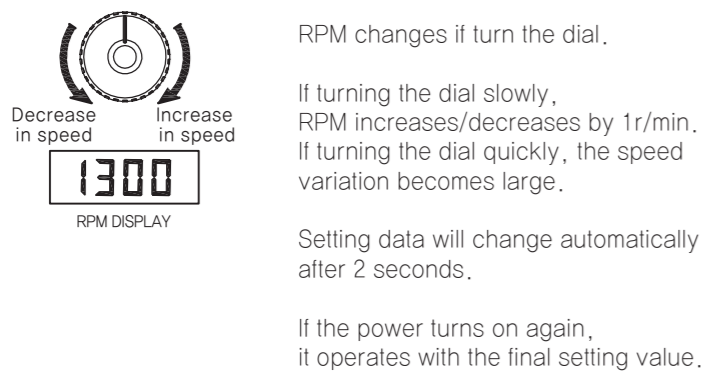 Decrease
in speed
Increase
in speed
1300
RPM DISPLAY
RPM changes if turn the dial.
If turning the dial slowly,
RPM increases/decreases by 1r/min.
If turning the dial quickly, the speed
variation becomes large.
Setting data will change automatically
after 2 seconds.
If the power turns on again,
it operates with the final setting value.